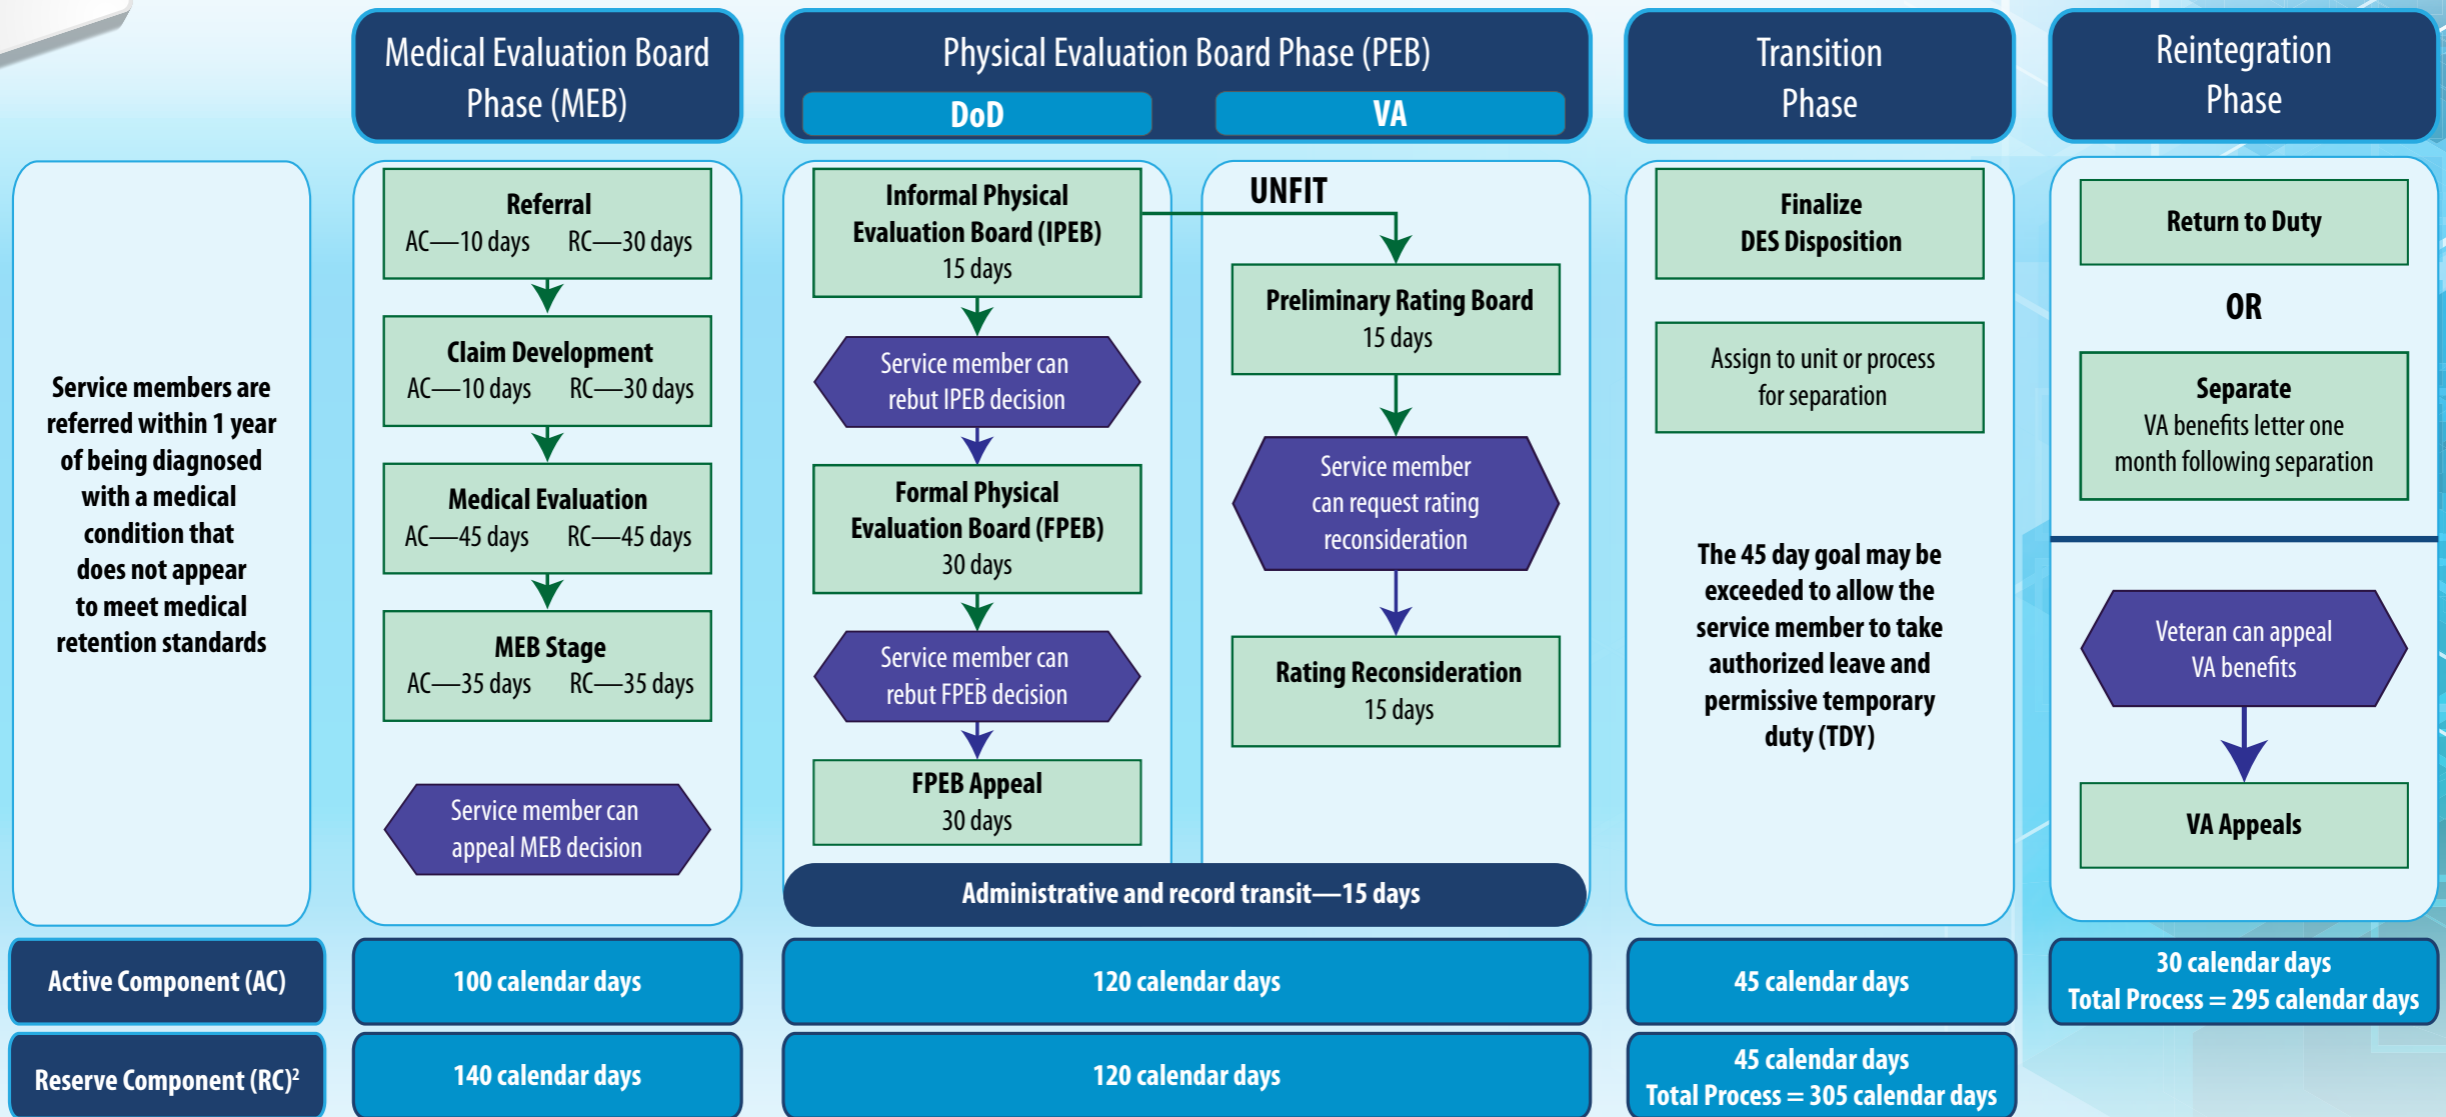 Medical Evaluation Board
Phase (MEB)
Physical Evaluation Board Phase (PEB)
DoD
VA
Transition
Phase
Reintegration
Phase
Service members are
referred within 1 year
of being diagnosed
with a medical
condition that
does not appear
to meet medical
retention standards
Referral
AC—10 days RC—30 days
Claim Development
AC—10 days RC—30 days
Medical Evaluation
AC—45 days RC—45 days
MEB Stage
AC—35 days RC—35 days
Service member can
appeal MEB decision
Informal Physical
Evaluation Board (IPEB)
15 days
Service member can
rebut IPEB decision
Formal Physical
Evaluation Board (FPEB)
30 days
Service member can
rebut FPEB decision
FPEB Appeal
30 days
UNFIT
Preliminary Rating Board
15 days
Service member
can request rating
reconsideration
Rating Reconsideration
15 days
Administrative and record transit—15 days
Finalize
DES Disposition
Assign to unit or process
for separation
The 45 day goal may be
exceeded to allow the
service member to take
authorized leave and
permissive temporary
duty (TDY)
Return to Duty
OR
Separate
VA benefits letter one
month following separation
Veteran can appeal
VA benefits
VA Appeals
Active Component (AC)
100 calendar days
120 calendar days
45 calendar days
30 calendar days
Total Process = 295 calendar days
Reserve Component (RC)²
140 calendar days
120 calendar days
45 calendar days
Total Process = 305 calendar days